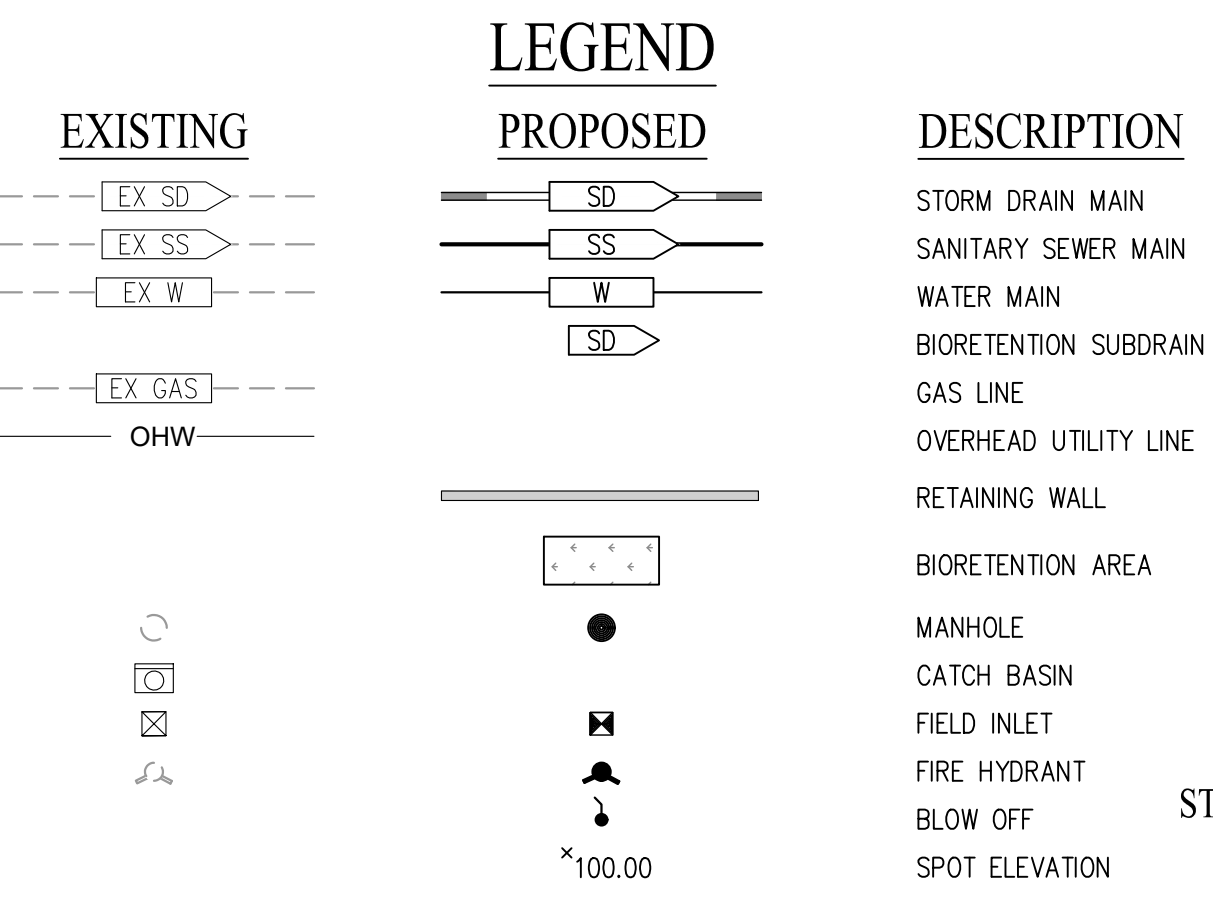 LEGEND
EXISTING PROPOSED DESCRIPTION
EX SD SD STORM DRAIN MAIN
EX SS SS SANITARY SEWER MAIN
EX W W WATER MAIN
SD BIORETENTION SUBDRAIN
EX GAS GAS LINE
OHW OVERHEAD UTILITY LINE
RETAINING WALL
BIORETENTION AREA
MANHOLE
CATCH BASIN
FIELD INLET
FIRE HYDRANT
ST
BLOW OFF
×100.00 SPOT ELEVATION